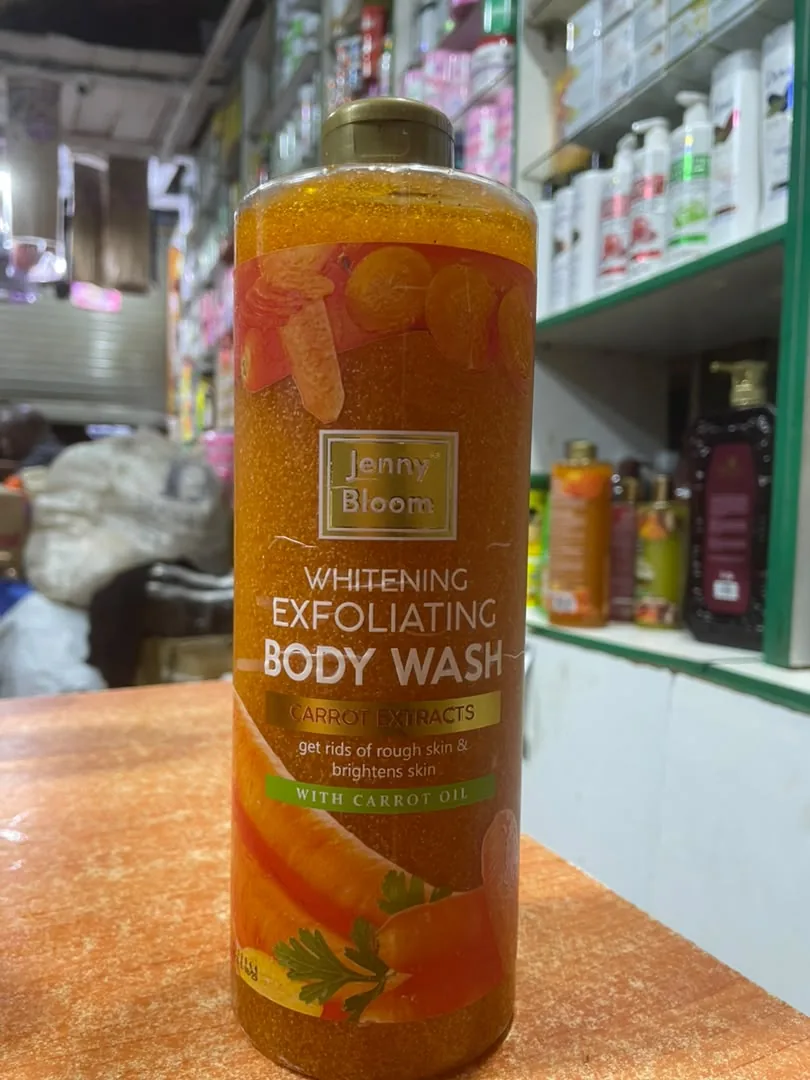 Jenny
Bloom
WHITENING
EXFOLIATING
BODY WASH
CARROT EXTRACTS
get rids of rough skin &
brightens skin
WITH CARROT OIL